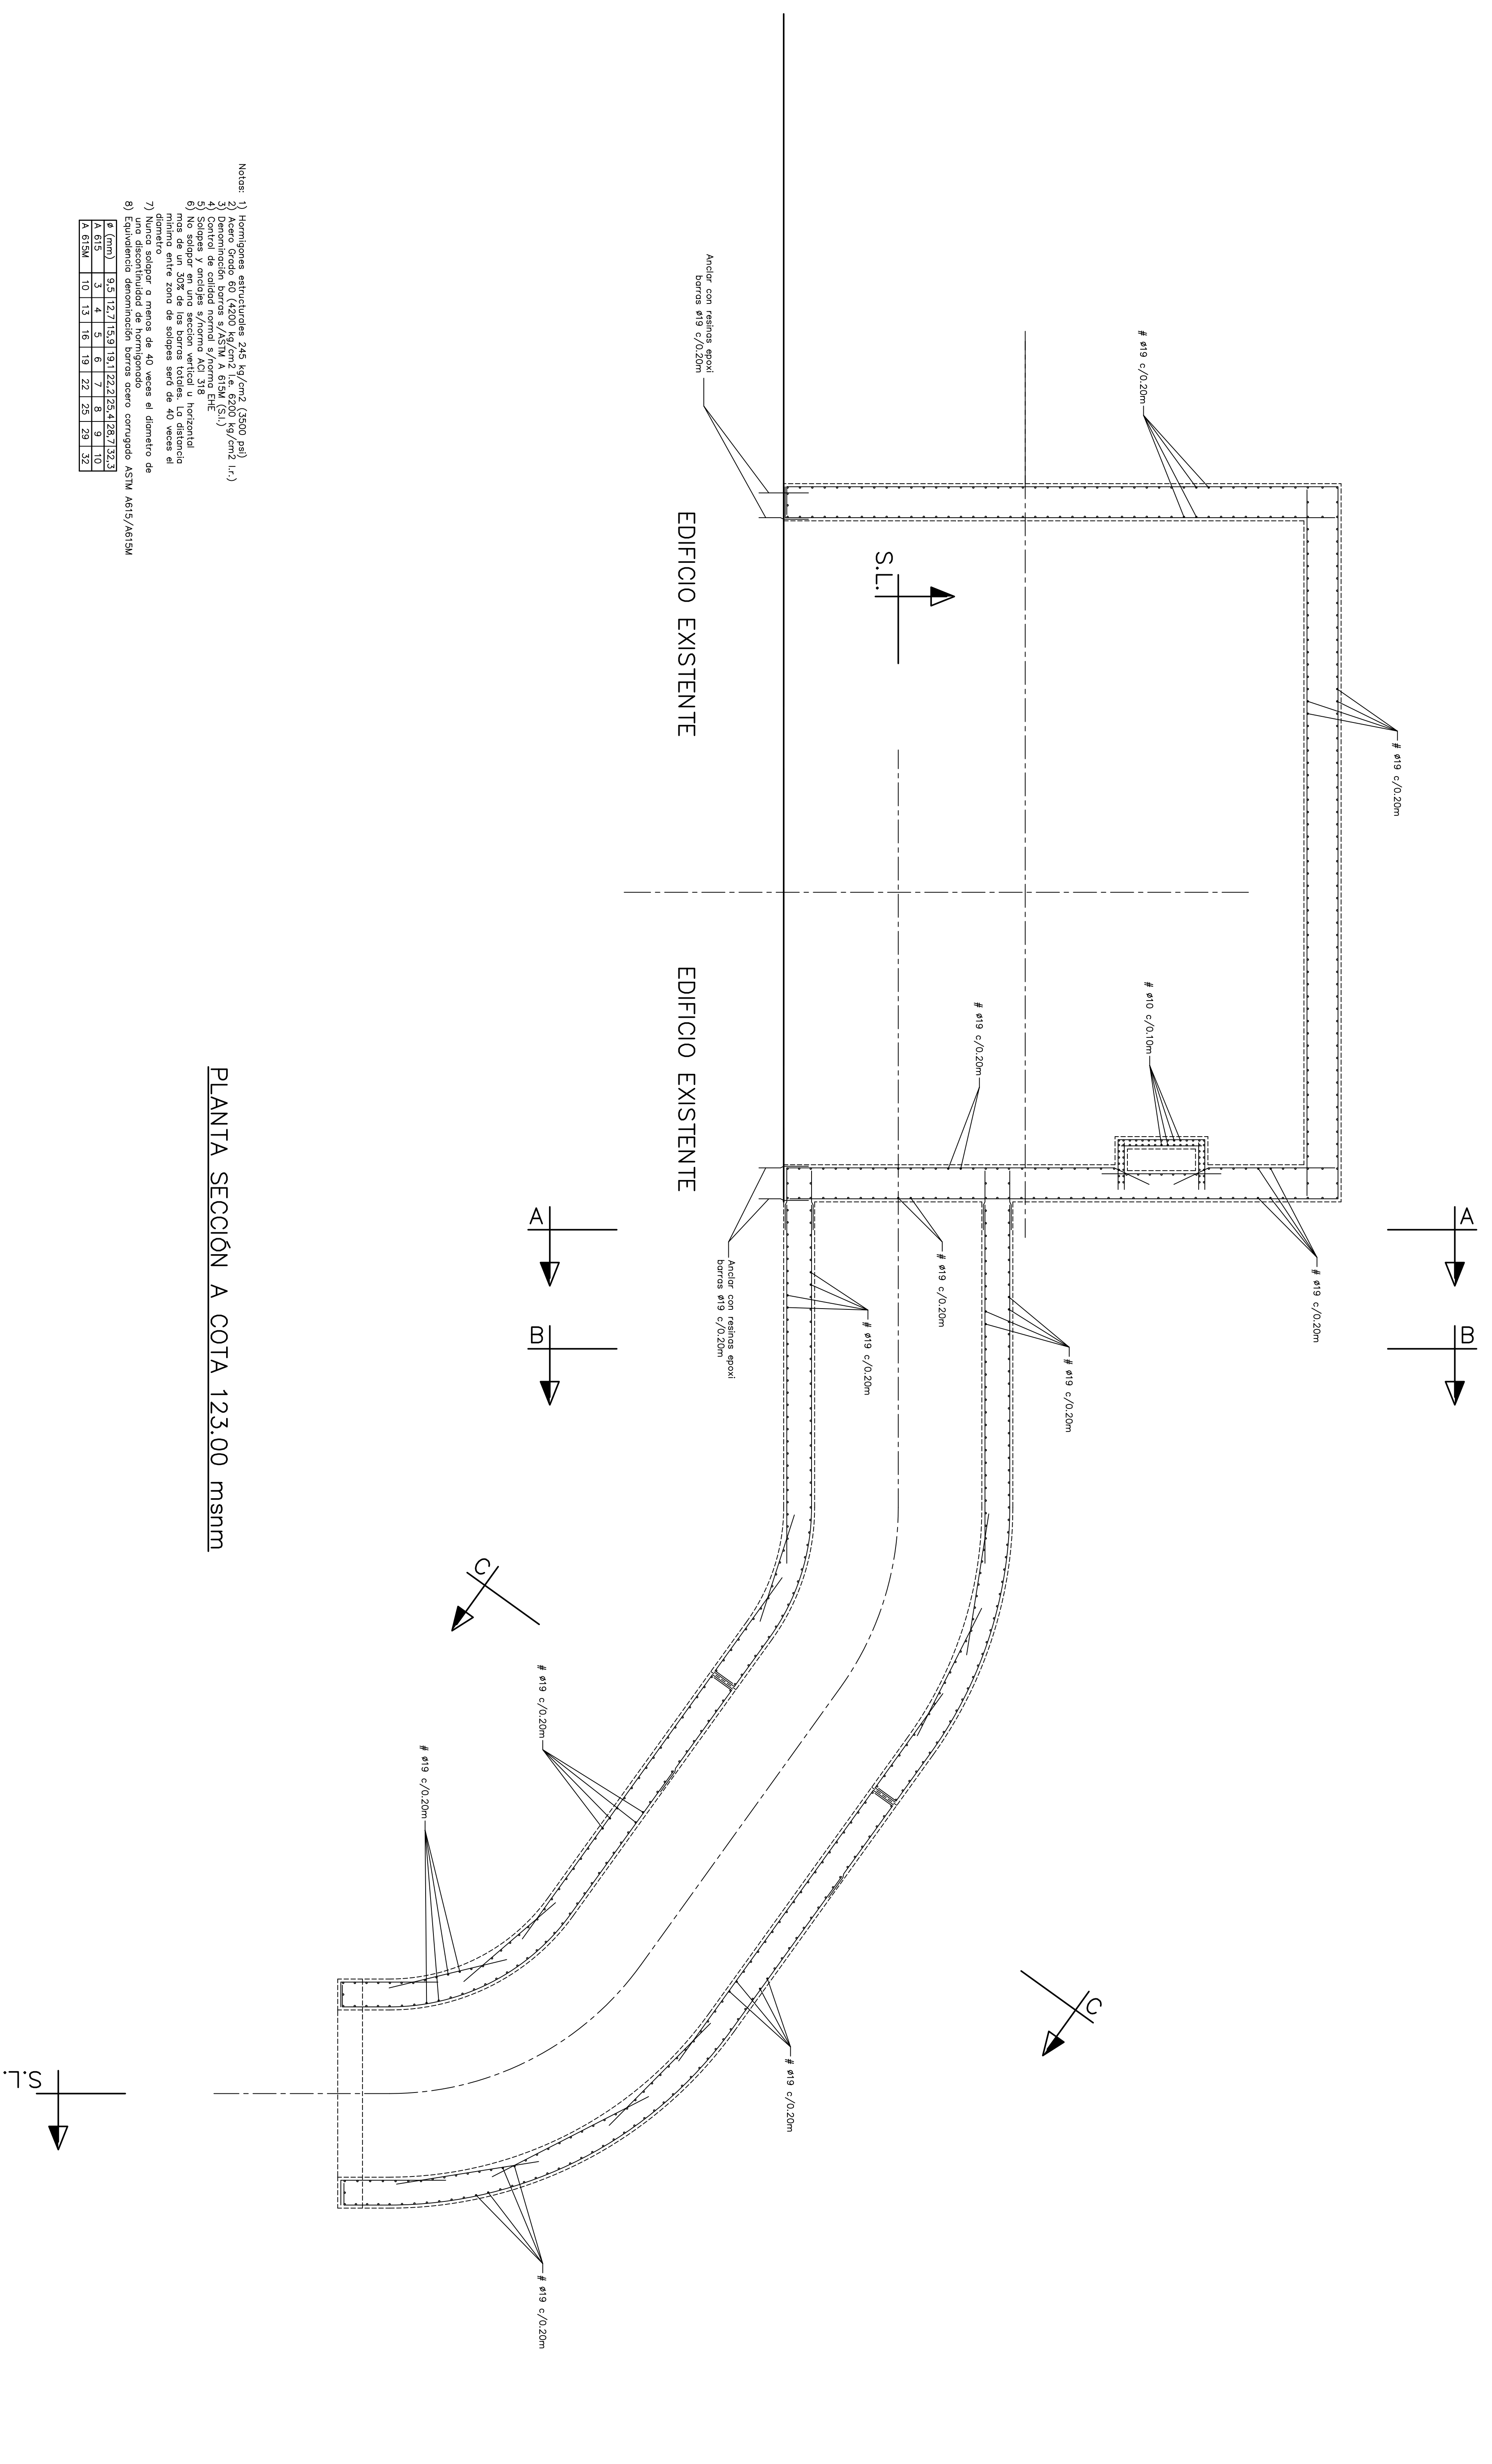 # ø19 c/0.20m
# ø19 c/0.20m
Anclar con resinas epoxi
barras ø19 c/0.20m
S.L.
EDIFICIO EXISTENTE
EDIFICIO EXISTENTE
# ø10 c/0.10m
# ø19 c/0.20m
# ø19 c/0.20m
# ø19 c/0.20m
# ø19 c/0.20m
# ø19 c/0.20m
Anclar con resinas epoxi
barras ø19 c/0.20m
A
A
B
B
C
C
# ø19 c/0.20m
# ø19 c/0.20m
# ø19 c/0.20m
# ø19 c/0.20m
S.L.
Notas: 1) Hormigones estructurales 245 kg/cm2 (3500 psi)
2) Acero Grado 60 (4200 kg/cm2 l.e. 6200 kg/cm2 l.r.)
3) Denominación barras s/ASTM A 615M (S.I.)
4) Control de calidad normal s/norma EHE
5) Solapes y anclajes s/norma ACI 318
6) No solapar en una seccion vertical u horizontal
mas de un 30% de las barras totales. La distancia
minima entre zona de solapes será de 40 veces el
diametro
7) Nunca solapar a menos de 40 veces el diametro de
una discontinuidad de hormigonado
8) Equivalencia denominación barras acero corrugado ASTM A615/A615M
ø (mm) 9,5 12,7 15,9 19,1 22,2 25,4 28,7 32,3
A 615 3 4 5 6 7 8 9 10
A 615M 10 13 16 19 22 25 29 32
PLANTA SECCIÓN A COTA 123.00 msnm